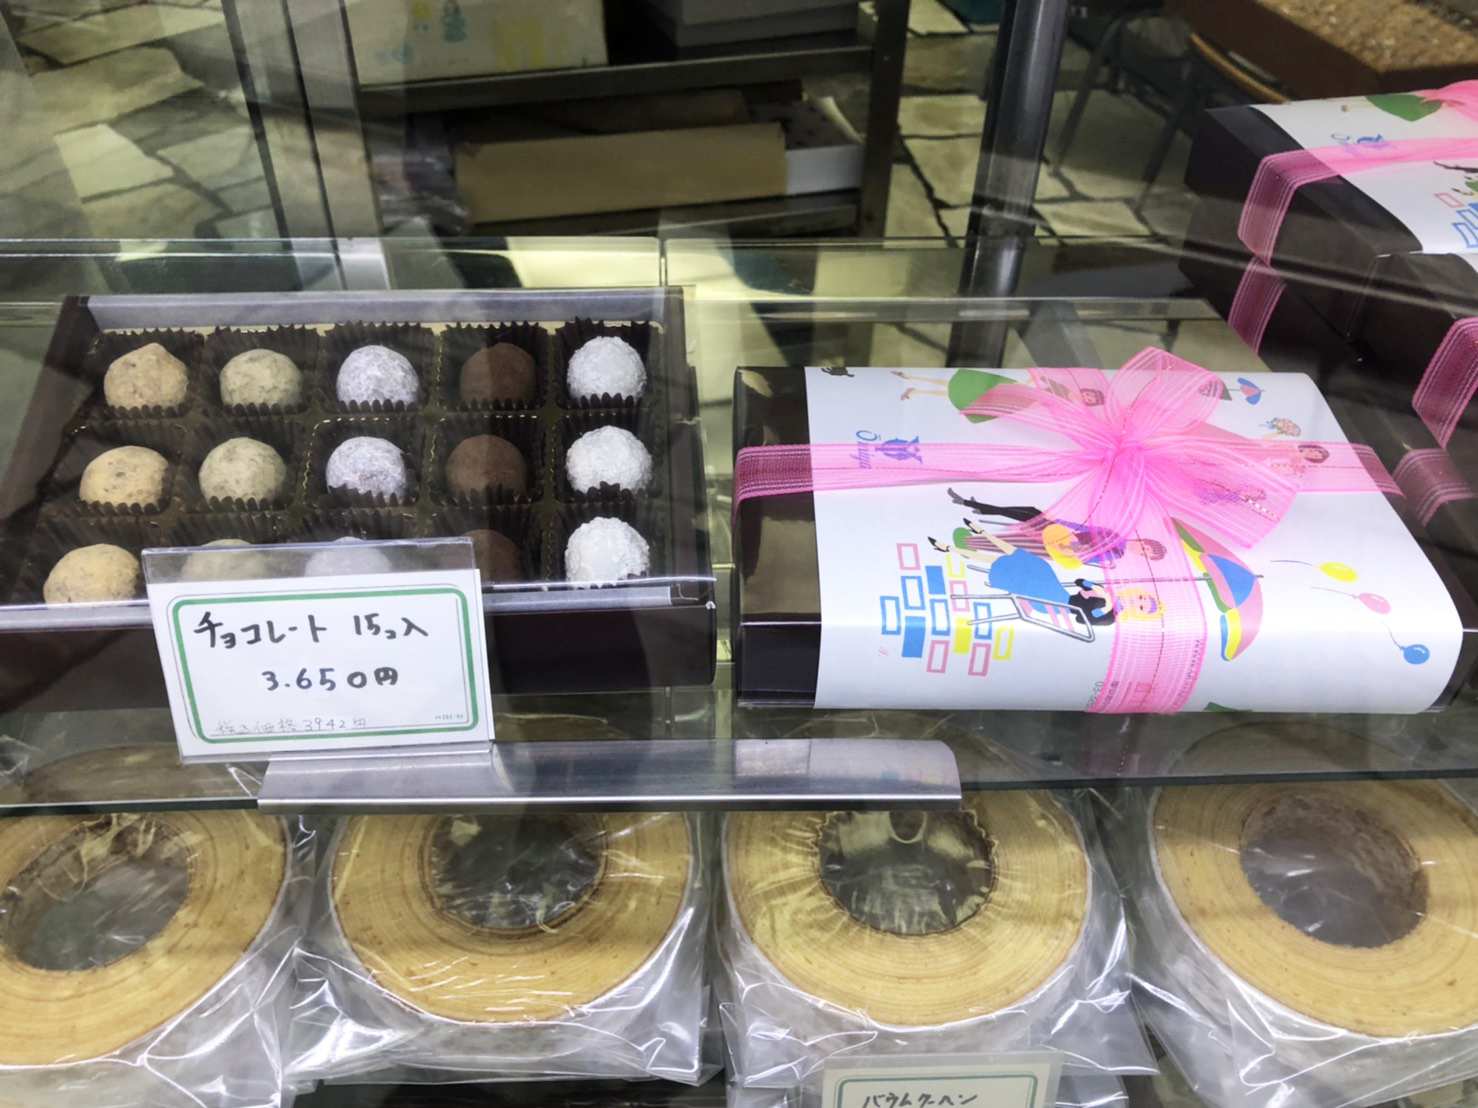 チョコレート 15コ入
3.650円
税込価格 3942円
バウムクーヘン